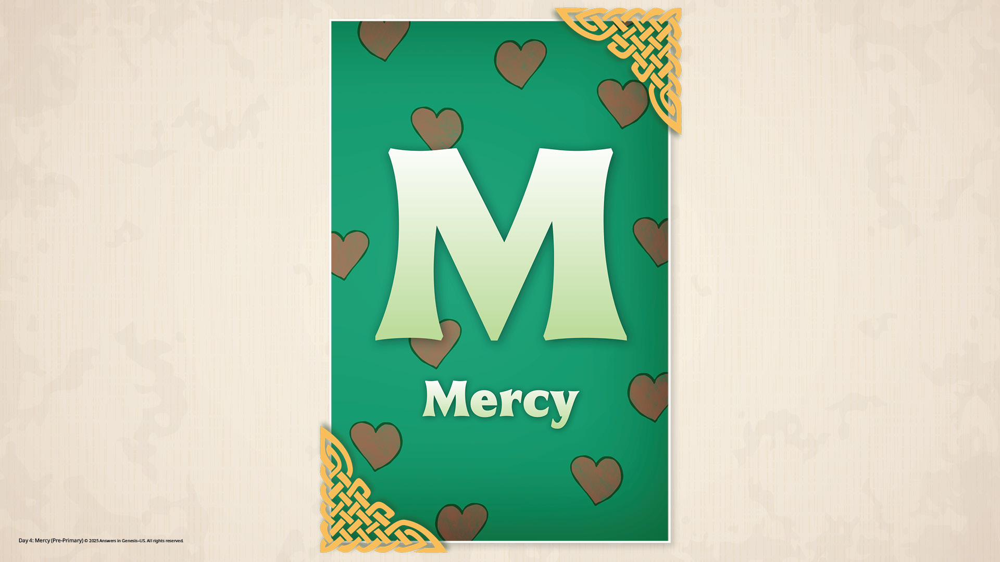 M
Mercy
Day 4: Mercy (Pre-Primary) © 2025 Answers in Genesis–US. All rights reserved.